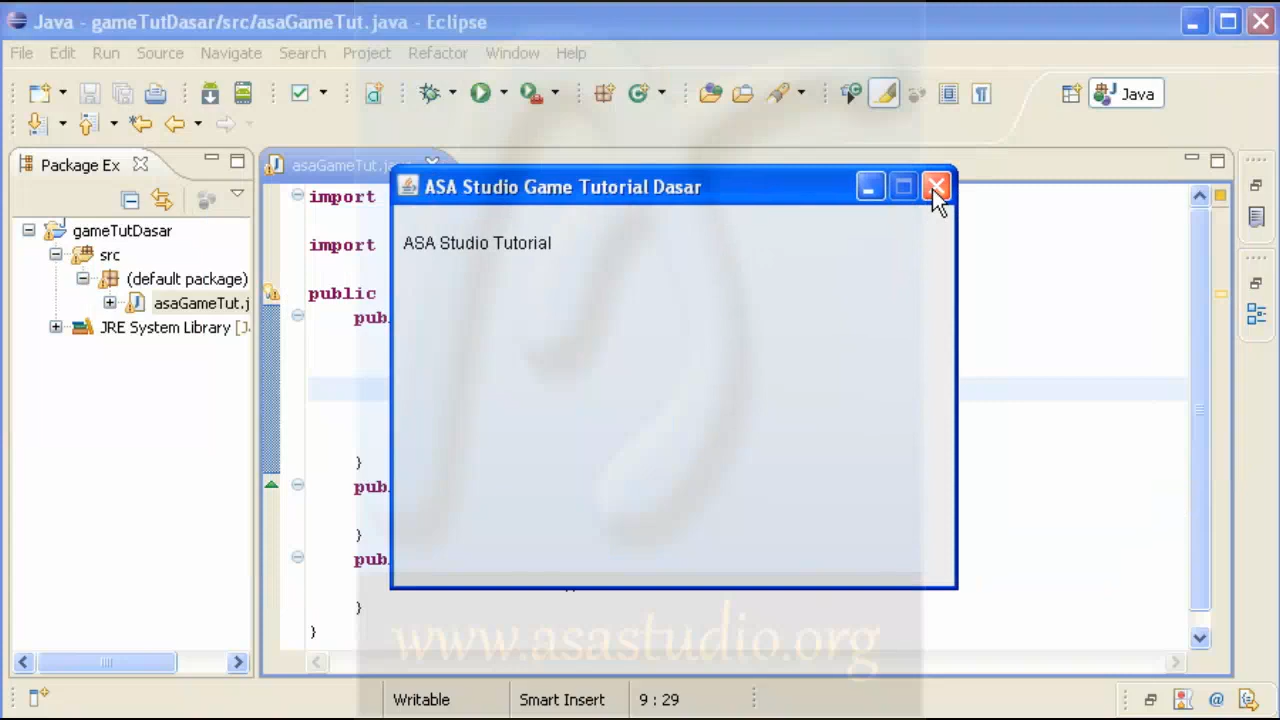 Java - gameTutDasar/src/asaGameTut.java - Eclipse
File Edit Run Source Refactor Navigate Search Project Refactor Window Help
Java
Package Ex
asaGameTut.j
gameTutDasar
src
(default package)
asaGameTut.j
JRE System Library [J
import
import
public
pub
}
pub
}
pub
}
}
ASA Studio Game Tutorial Dasar
ASA Studio Tutorial
www.asastudio.org
Writable Smart Insert 9 : 29